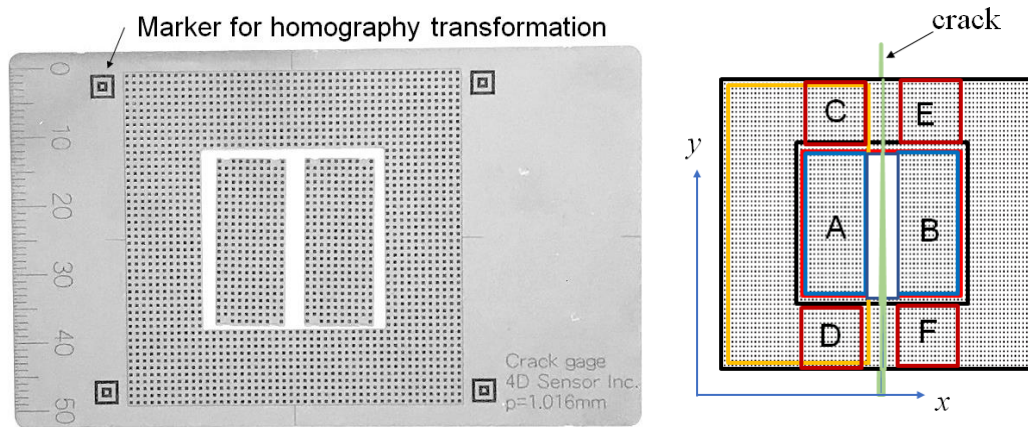 Marker for homography transformation
0
10
20
30
40
50
Crack gage
4D Sensor Inc.
p=1.016mm
crack
C
E
A
B
D
F
y
x